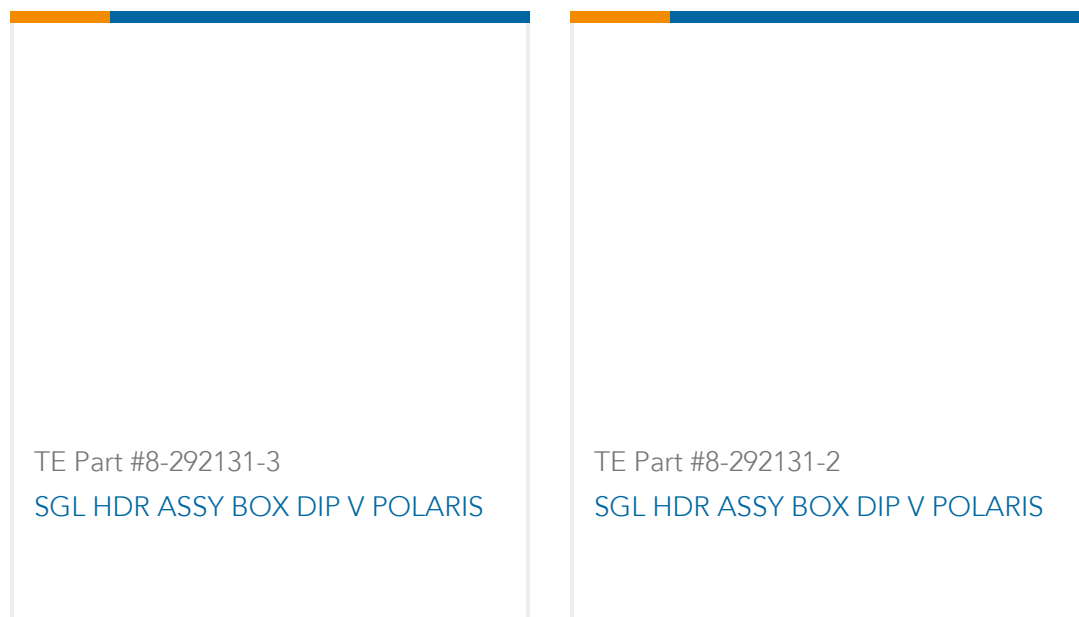 TE Part #8-292131-3
SGL HDR ASSY BOX DIP V POLARIS
TE Part #8-292131-2
SGL HDR ASSY BOX DIP V POLARIS